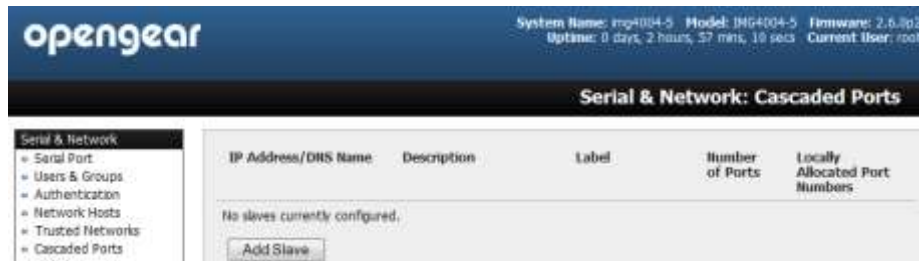 opengear
System Name: img4004-5 Model: IMG4004-5 Firmware: 2.6.0p2
Uptime: 0 days, 2 hours, 57 mins, 10 secs Current User: root
Serial & Network: Cascaded Ports
Serial & Network
Serial Port
Users & Groups
Authentication
Network Hosts
Trusted Networks
Cascaded Ports
IP Address/DNS Name Description Label Number of Ports Locally Allocated Port Numbers
No slaves currently configured.
Add Slave